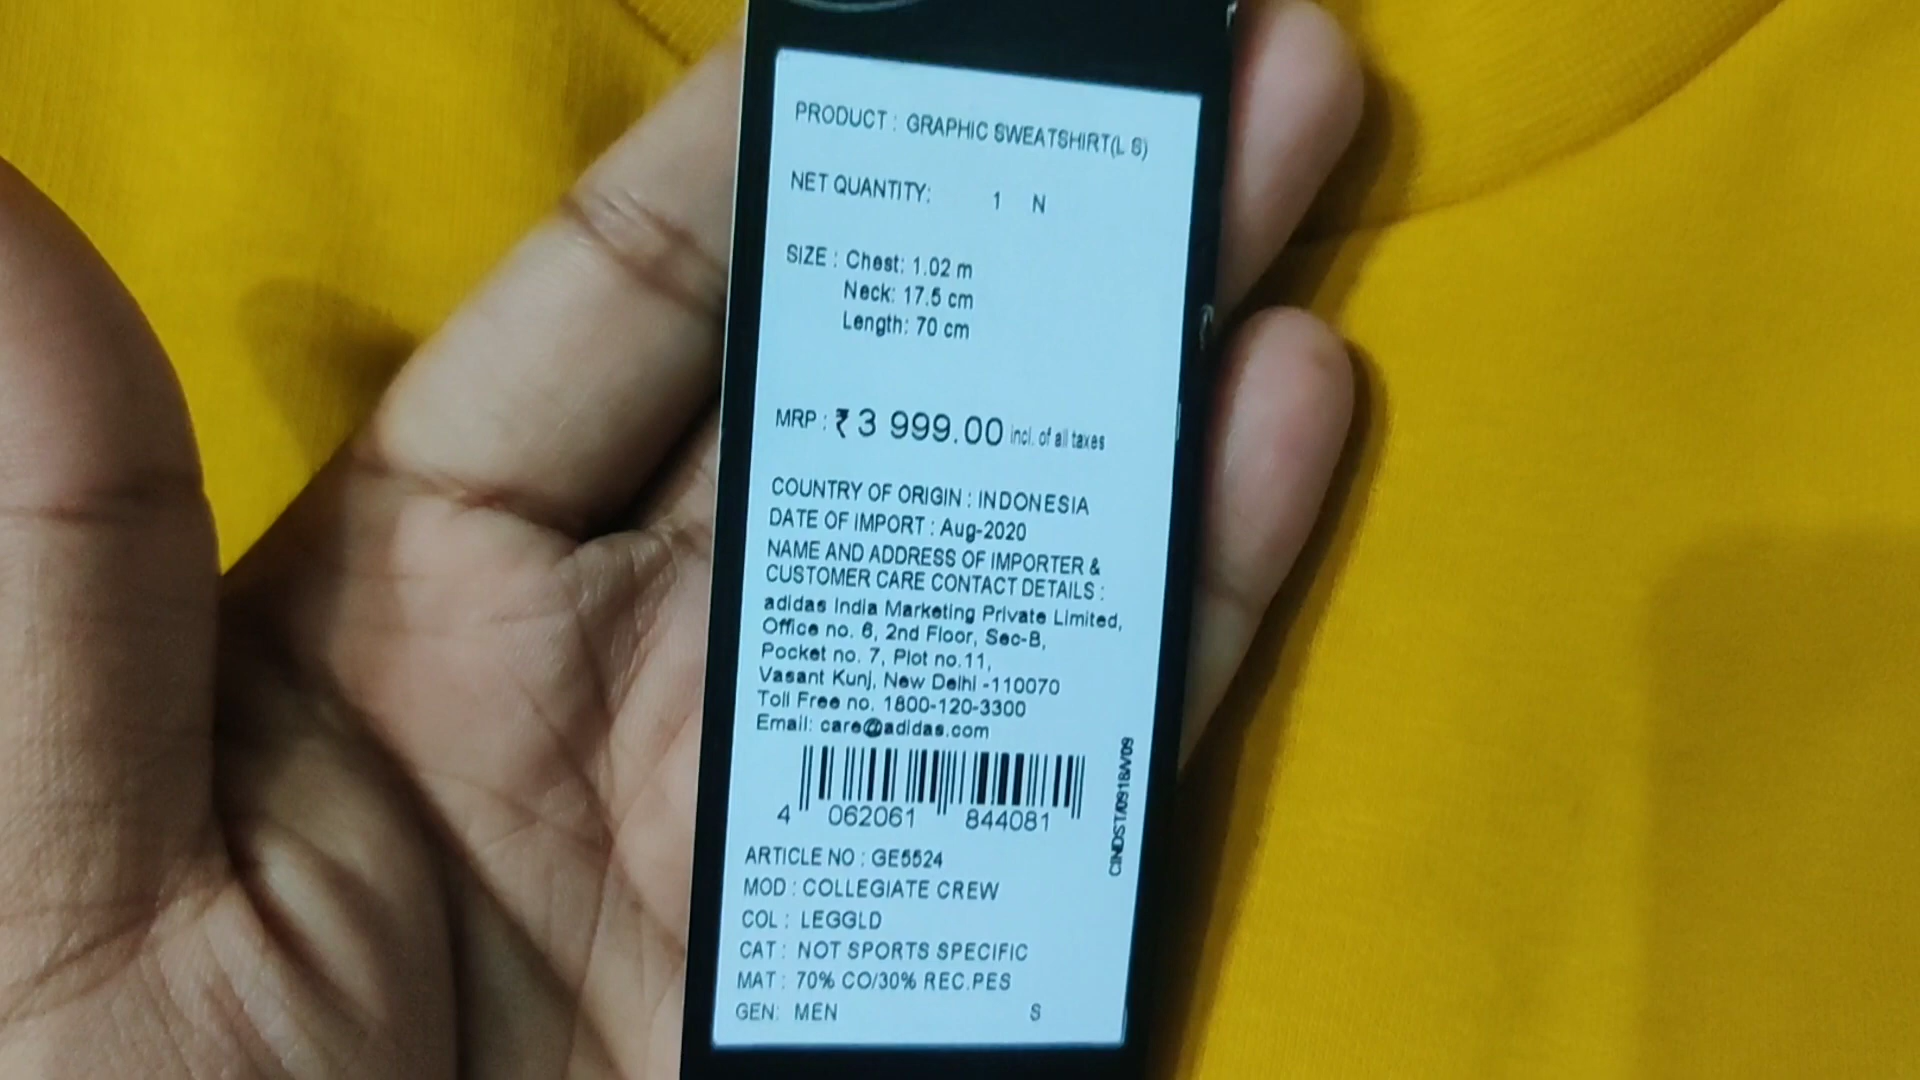 PRODUCT : GRAPHIC SWEATSHIRT(L S)
NET QUANTITY: 1 N
SIZE : Chest: 1.02 m
Neck: 17.5 cm
Length: 70 cm
MRP : ₹ 3 999.00 incl. of all taxes
COUNTRY OF ORIGIN : INDONESIA
DATE OF IMPORT : Aug-2020
NAME AND ADDRESS OF IMPORTER &
CUSTOMER CARE CONTACT DETAILS :
adidas India Marketing Private Limited,
Office no. 6, 2nd Floor, Sec-B,
Pocket no. 7, Plot no.11,
Vasant Kunj, New Delhi -110070
Toll Free no. 1800-120-3300
Email: care@adidas.com
4 062061 844081
CINDST/0918/V/09
ARTICLE NO : GE5524
MOD : COLLEGIATE CREW
COL : LEGGLD
CAT : NOT SPORTS SPECIFIC
MAT : 70% CO/30% REC.PES
GEN: MEN S